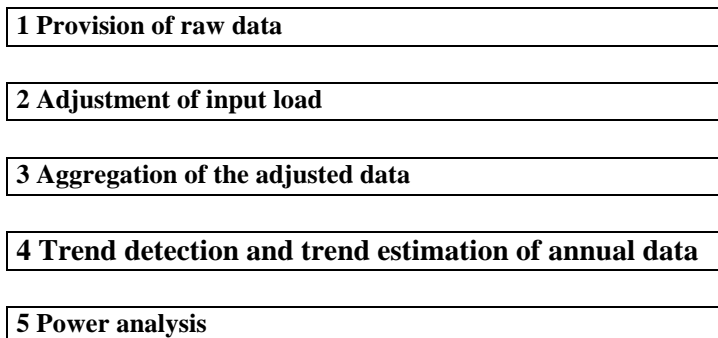 1 Provision of raw data
2 Adjustment of input load
3 Aggregation of the adjusted data
4 Trend detection and trend estimation of annual data
5 Power analysis